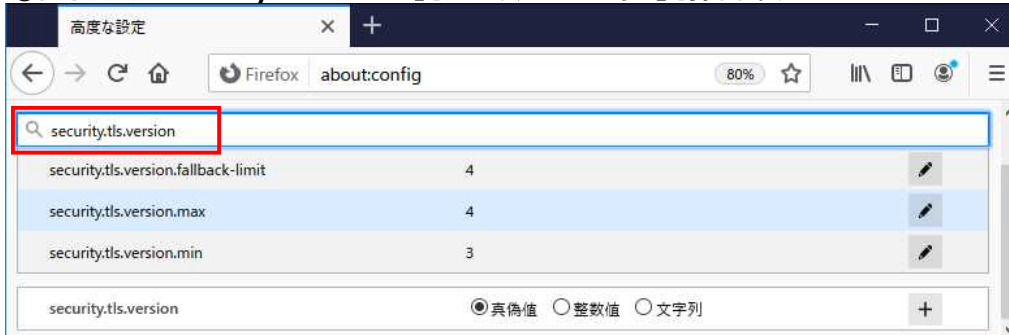 高度な設定
Firefox about:config 80%
security.tls.version
security.tls.version.fallback-limit 4
security.tls.version.max 4
security.tls.version.min 3
security.tls.version 真偽値 整数値 文字列